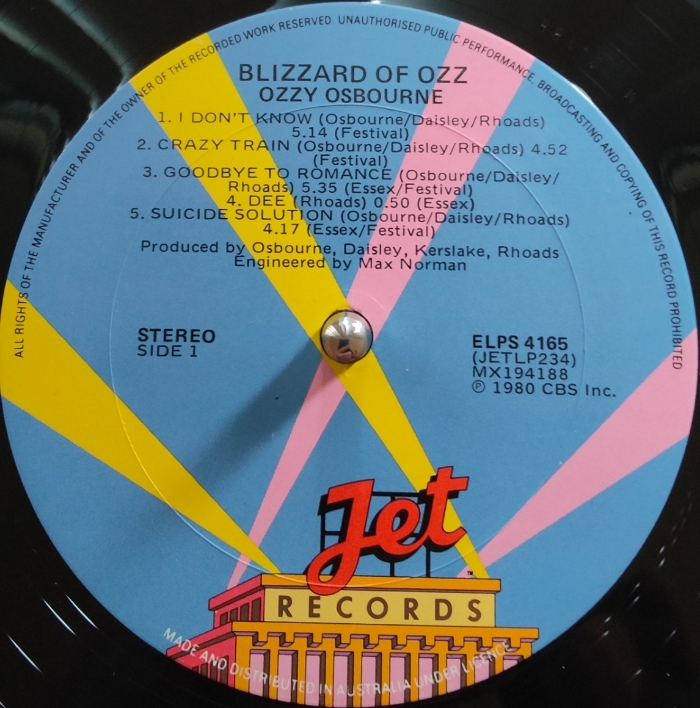 ALL RIGHTS OF THE MANUFACTURER AND OF THE OWNER OF THE RECORDED WORK RESERVED UNAUTHORISED PUBLIC PERFORMANCE, BROADCASTING AND COPYING OF THIS RECORD PROHIBITED
BLIZZARD OF OZZ
OZZY OSBOURNE
1. I DON'T KNOW (Osbourne/Daisley/Rhoads)
5.14 (Festival)
2. CRAZY TRAIN (Osbourne/Daisley/Rhoads) 4.52
(Festival)
3. GOODBYE TO ROMANCE (Osbourne/Daisley/
Rhoads) 5.35 (Essex/Festival)
4. DEE (Rhoads) 0.50 (Essex)
5. SUICIDE SOLUTION (Osbourne/Daisley/Rhoads)
4.17 (Essex/Festival)
Produced by Osbourne, Daisley, Kerslake, Rhoads
Engineered by Max Norman
STEREO
SIDE 1
ELPS 4165
(JETLP234)
MX194188
℗ 1980 CBS Inc.
Jet
™
RECORDS
MADE AND DISTRIBUTED IN AUSTRALIA UNDER LICENCE